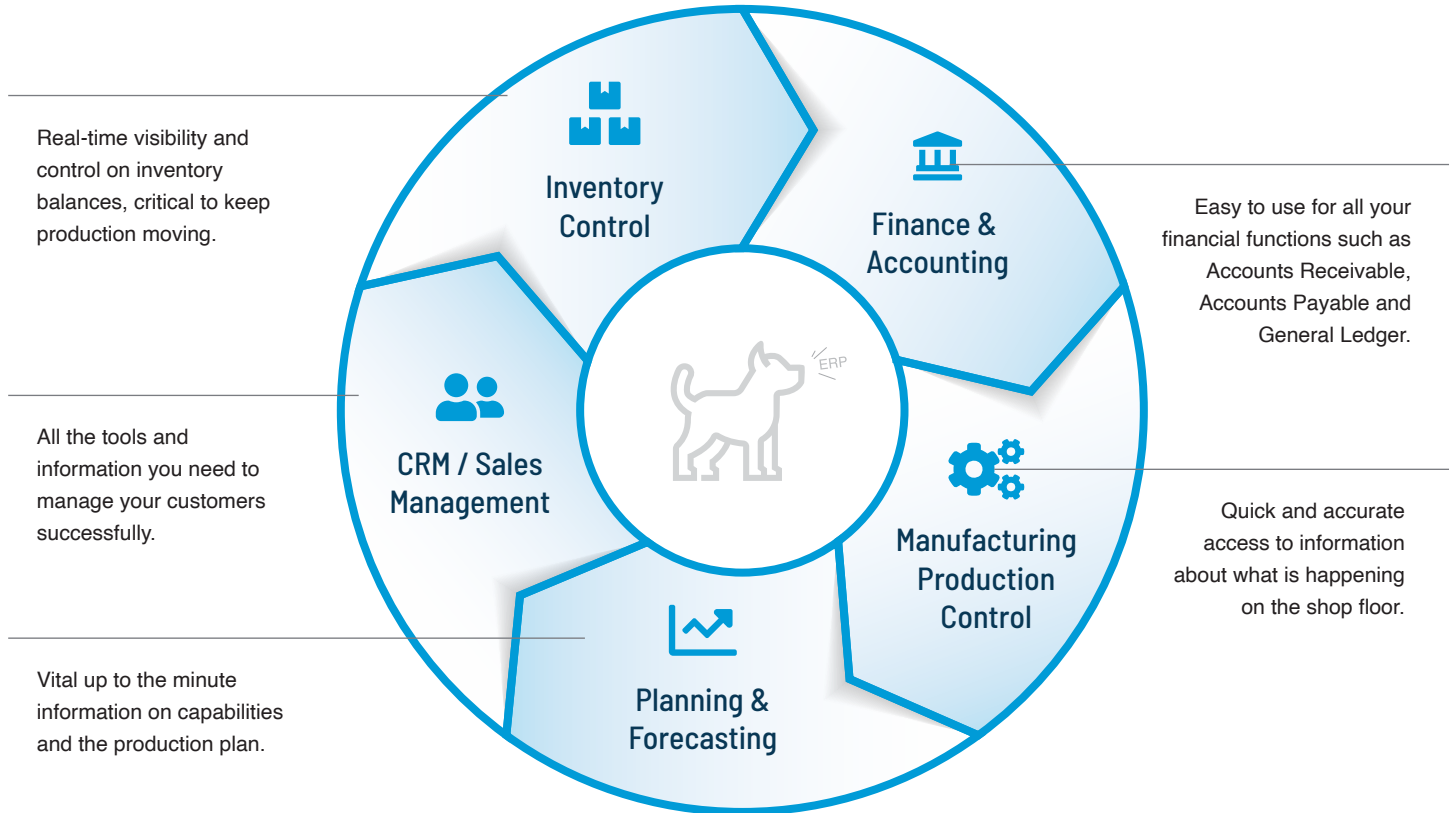 Real-time visibility and
control on inventory
balances, critical to keep
production moving.
Inventory
Control
Finance &
Accounting
Easy to use for all your
financial functions such as
Accounts Receivable,
Accounts Payable and
General Ledger.
ERP
All the tools and
information you need to
manage your customers
successfully.
CRM / Sales
Management
Manufacturing
Production
Control
Quick and accurate
access to information
about what is happening
on the shop floor.
Vital up to the minute
information on capabilities
and the production plan.
Planning &
Forecasting